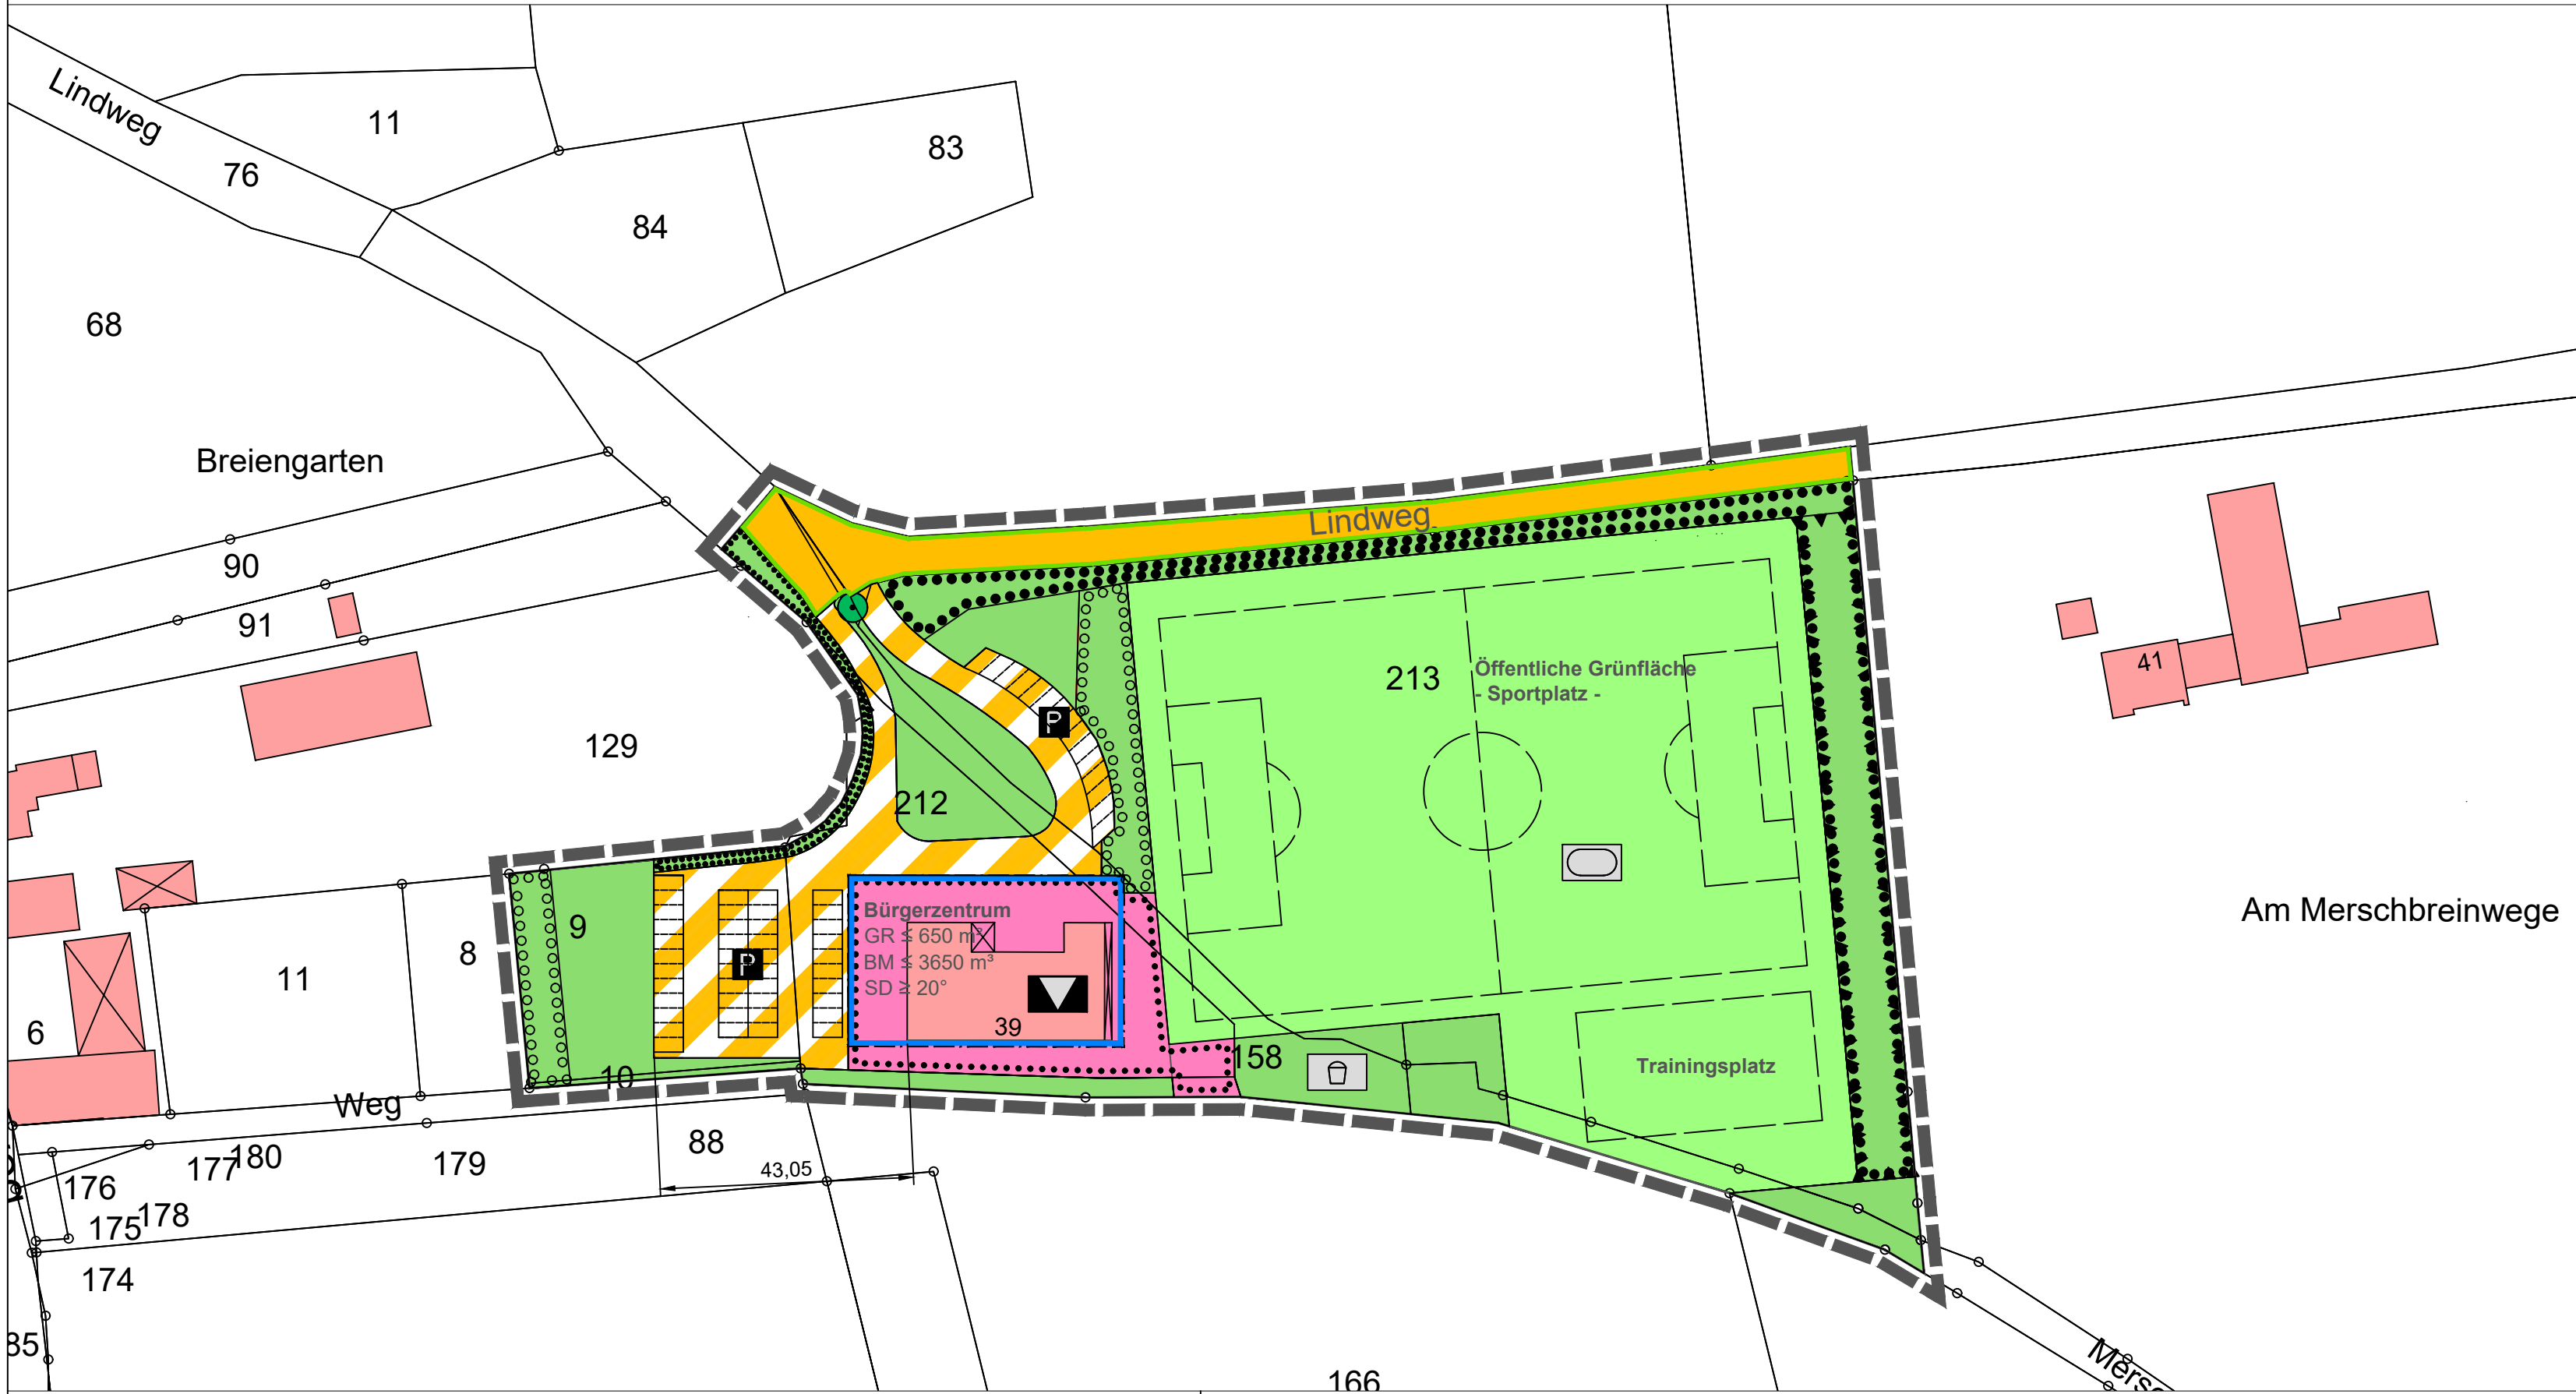 Lindweg
11
76
83
84
68
Breiengarten
90
91
129
Lindweg
213
Öffentliche Grünfläche
- Sportplatz -
P
41
212
Am Merschbreinwege
9
8
11
6
P
Bürgerzentrum
GR ≤ 650 m²
BM ≤ 3650 m³
SD ≥ 20°
39
158
Trainingsplatz
10
Weg
88
43,05
180
177
179
176
178
175
174
85
166